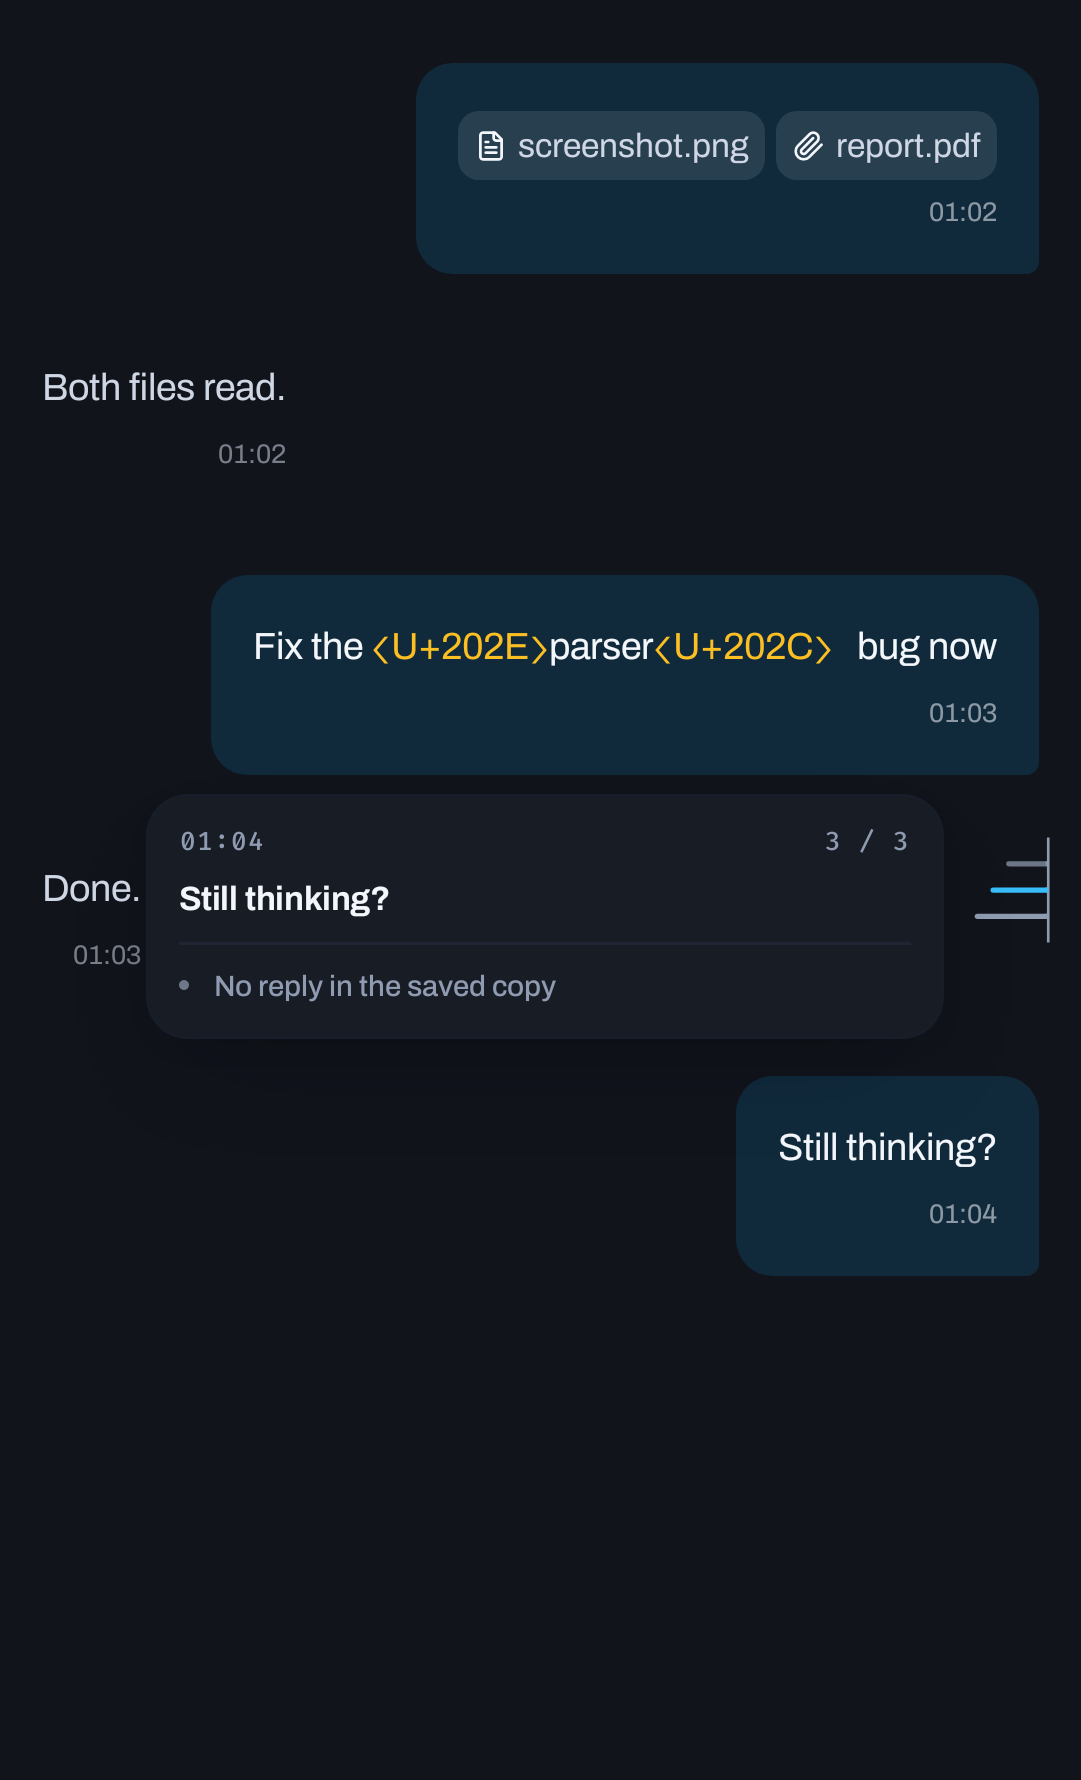 screenshot.png report.pdf
01:02
Both files read.
01:02
Fix the 〈U+202E〉parser〈U+202C〉 bug now
01:03
01:04 3 / 3
Still thinking?
No reply in the saved copy
Done.
01:03
Still thinking?
01:04